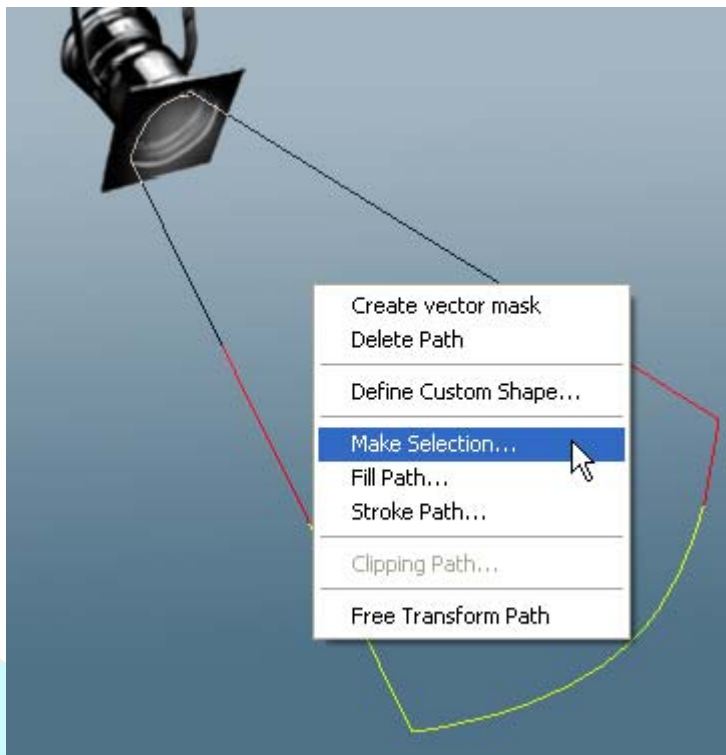 Create vector mask
Delete Path
Define Custom Shape...
Make Selection...
Fill Path...
Stroke Path...
Clipping Path...
Free Transform Path